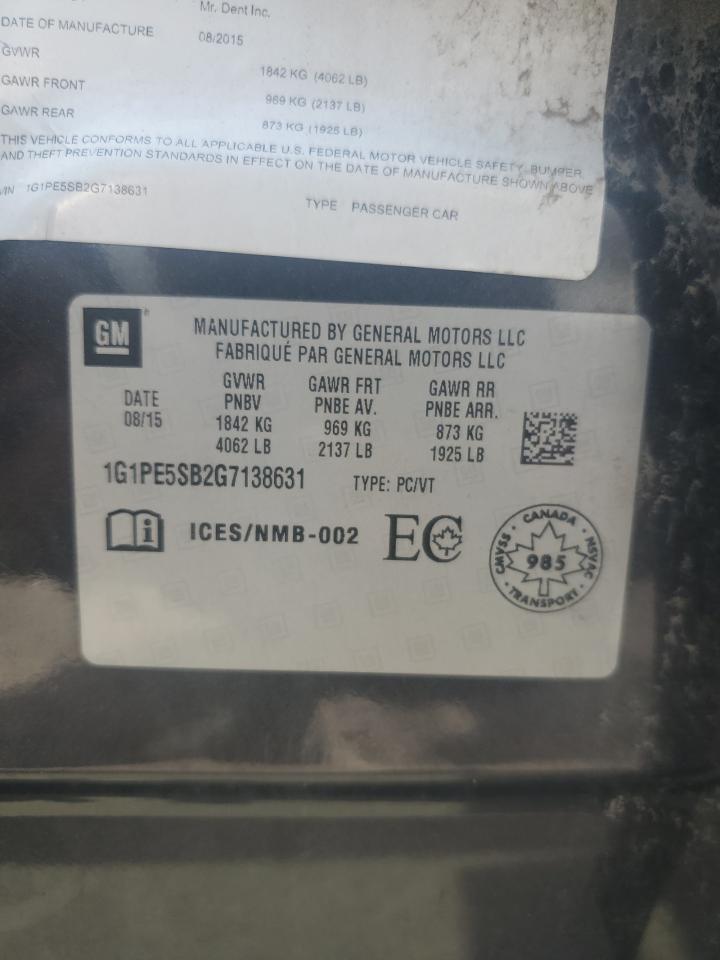 Mr. Dent Inc.
DATE OF MANUFACTURE 08/2015
GVWR 1842 KG (4062 LB)
GAWR FRONT 969 KG (2137 LB)
GAWR REAR 873 KG (1925 LB)
THIS VEHICLE CONFORMS TO ALL APPLICABLE U.S. FEDERAL MOTOR VEHICLE SAFETY, BUMPER,
AND THEFT PREVENTION STANDARDS IN EFFECT ON THE DATE OF MANUFACTURE SHOWN ABOVE
VIN 1G1PE5SB2G7138631 TYPE PASSENGER CAR
GM
MANUFACTURED BY GENERAL MOTORS LLC
FABRIQUÉ PAR GENERAL MOTORS LLC
DATE GVWR GAWR FRT GAWR RR
08/15 PNBV PNBE AV. PNBE ARR.
1842 KG 969 KG 873 KG
4062 LB 2137 LB 1925 LB
1G1PE5SB2G7138631 TYPE: PC/VT
i ICES/NMB-002 EC
CANADA
CMVSS 985 NSVAC
TRANSPORT